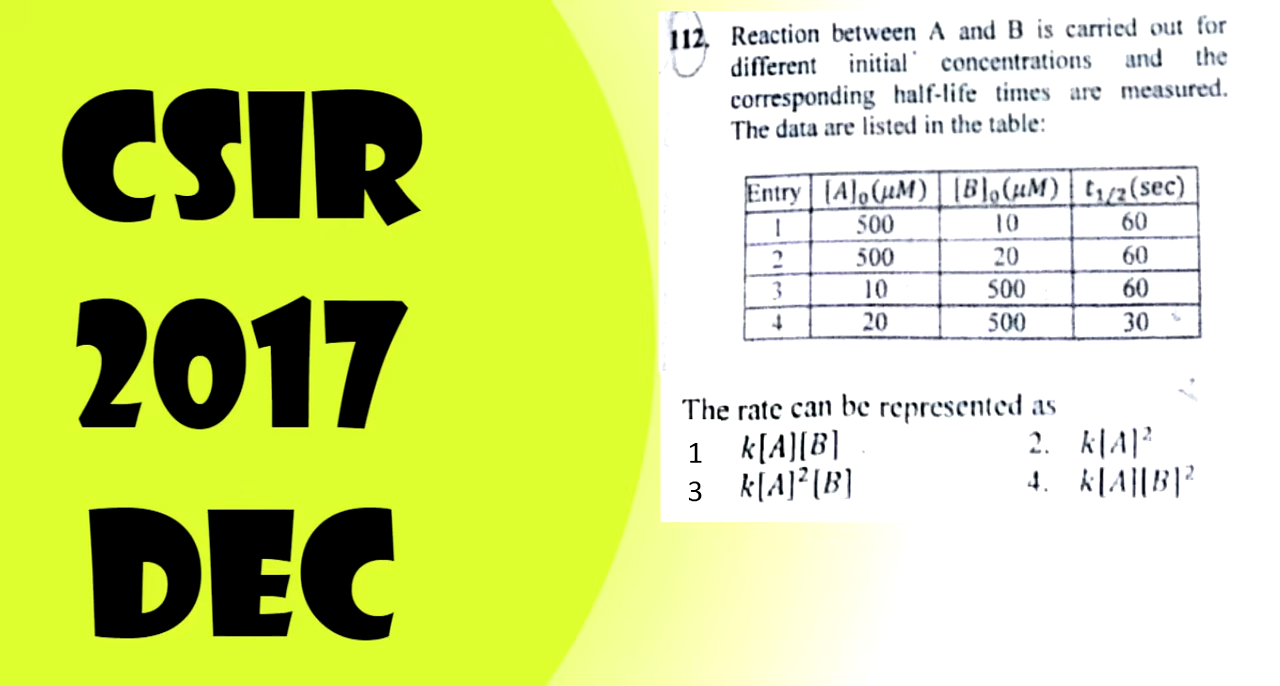 CSIR
2017
DEC
112. Reaction between A and B is carried out for
different initial concentrations and the
corresponding half-life times are measured.
The data are listed in the table:
Entry [A]₀(μM) [B]₀(μM) t₁/₂(sec)
1 500 10 60
2 500 20 60
3 10 500 60
4 20 500 30
The rate can be represented as
1 k[A][B] 2. k[A]²
3 k[A]²[B] 4. k[A][B]²